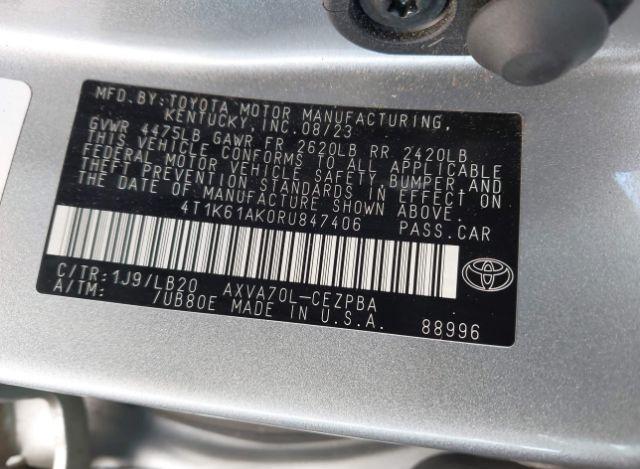 MFD. BY: TOYOTA MOTOR MANUFACTURING,
KENTUCKY, INC. 08/23
GVWR 4475LB GAWR FR 2620LB RR 2420LB
THIS VEHICLE CONFORMS TO ALL APPLICABLE
FEDERAL MOTOR VEHICLE SAFETY, BUMPER, AND
THEFT PREVENTION STANDARDS IN EFFECT ON
THE DATE OF MANUFACTURE SHOWN ABOVE.
4T1K61AK0RU847406 PASS.CAR
C/TR: 1J9/LB20 AXVA70L-CEZPBA
A/TM: /UB80E MADE IN U.S.A. 88996